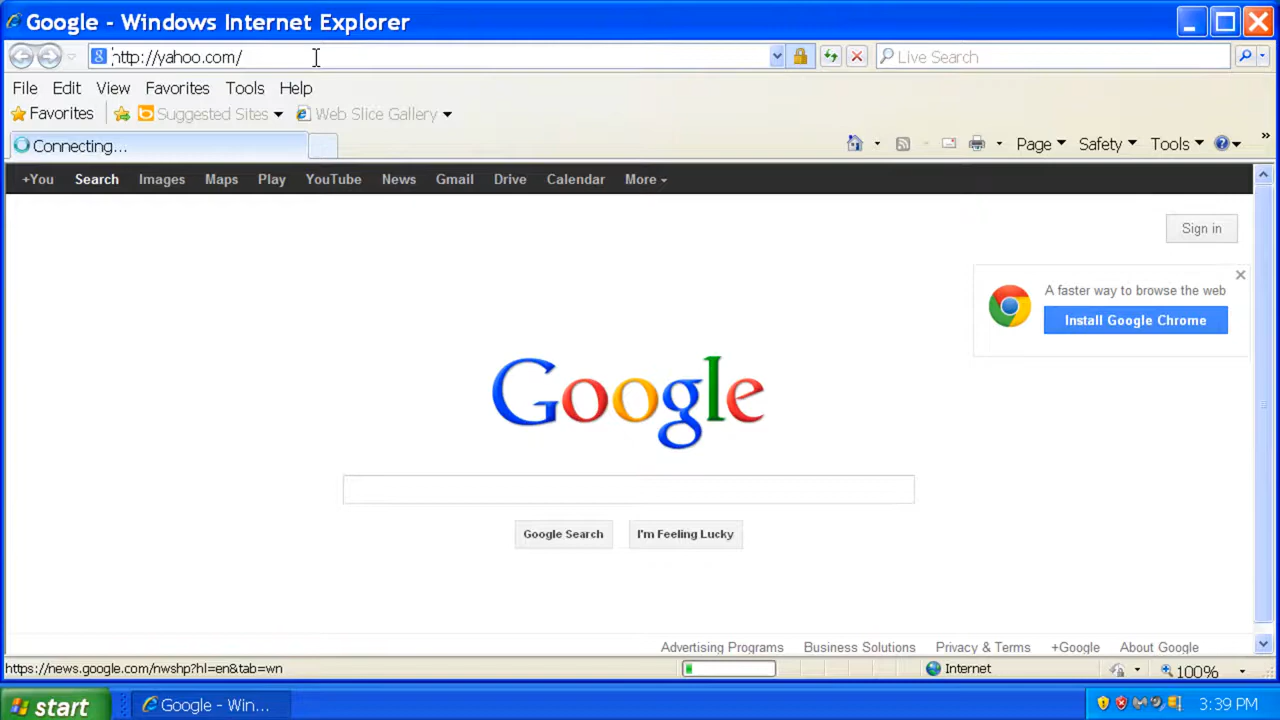 Google - Windows Internet Explorer
http://yahoo.com/
Live Search
File Edit View Favorites Tools Help
Favorites Suggested Sites Web Slice Gallery
Connecting...
Page Safety Tools
+You Search Images Maps Play YouTube News Gmail Drive Calendar More
Sign in
A faster way to browse the web
Install Google Chrome
Google
Google Search I'm Feeling Lucky
Advertising Programs Business Solutions Privacy & Terms +Google About Google
https://news.google.com/nwshp?hl=en&tab=wn Internet 100%
start Google - Win... 3:39 PM